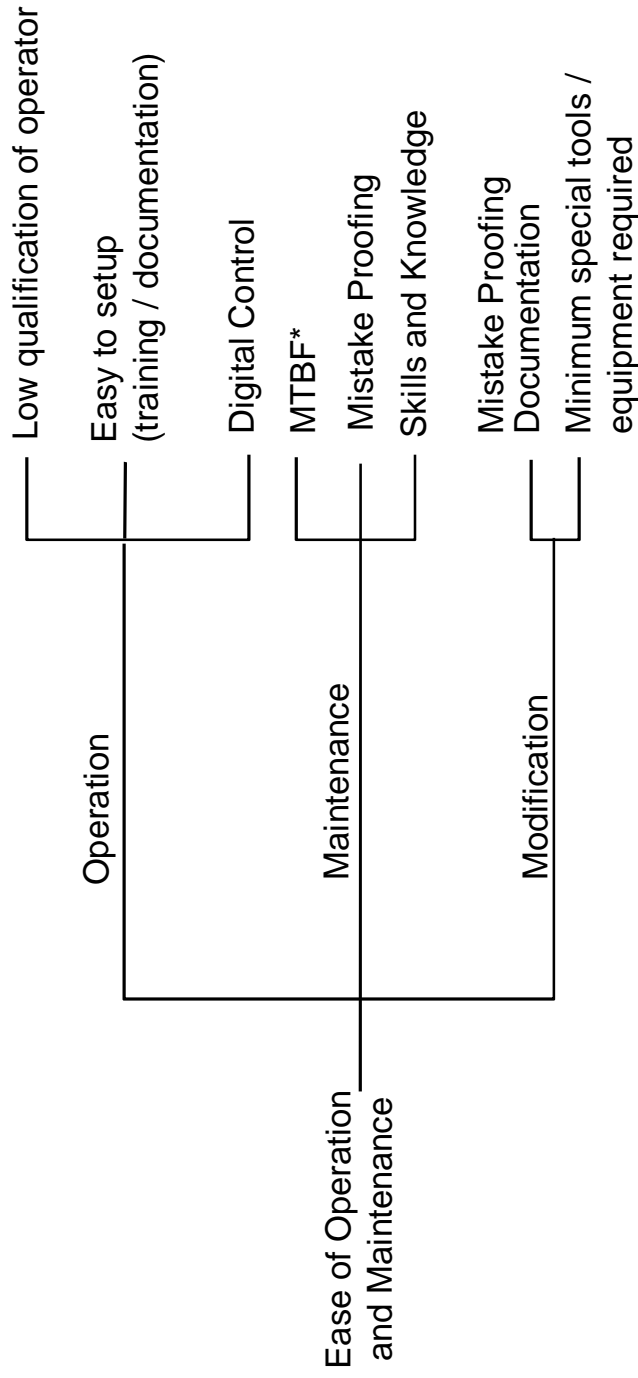 Ease of Operation
and Maintenance
Operation
Low qualification of operator
Easy to setup
(training / documentation)
Digital Control
Maintenance
MTBF*
Mistake Proofing
Skills and Knowledge
Modification
Mistake Proofing
Documentation
Minimum special tools /
equipment required